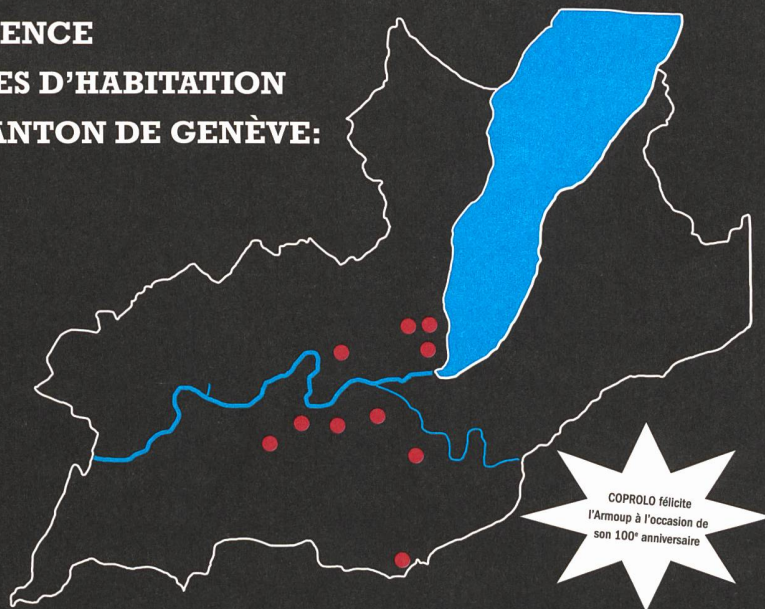 ENCE
ES D'HABITATION
ANTON DE GENÈVE:
COPROLO félicite
l'Armoup à l'occasion de
son 100e anniversaire